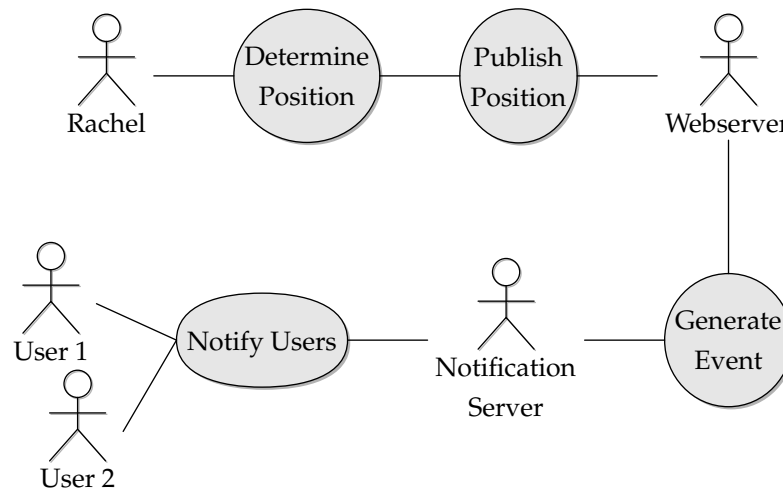 Determine
Position
Publish
Position
Rachel
Webserver
User 1
Notify Users
Notification
Server
Generate
Event
User 2